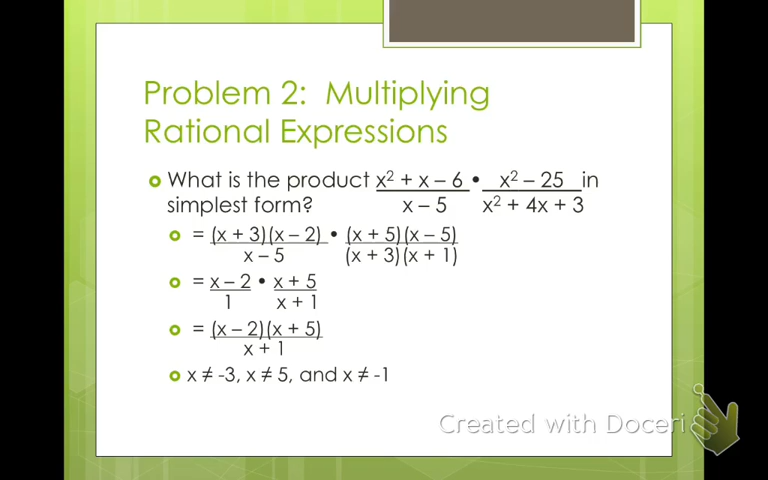 Problem 2: Multiplying
Rational Expressions
What is the product x² + x – 6 • x² – 25 in
simplest form? x – 5 x² + 4x + 3
= (x + 3)(x – 2) • (x + 5)(x – 5)
x – 5 (x + 3)(x + 1)
= x – 2 • x + 5
1 x + 1
= (x – 2)(x + 5)
x + 1
x ≠ -3, x ≠ 5, and x ≠ -1
Created with Doceri